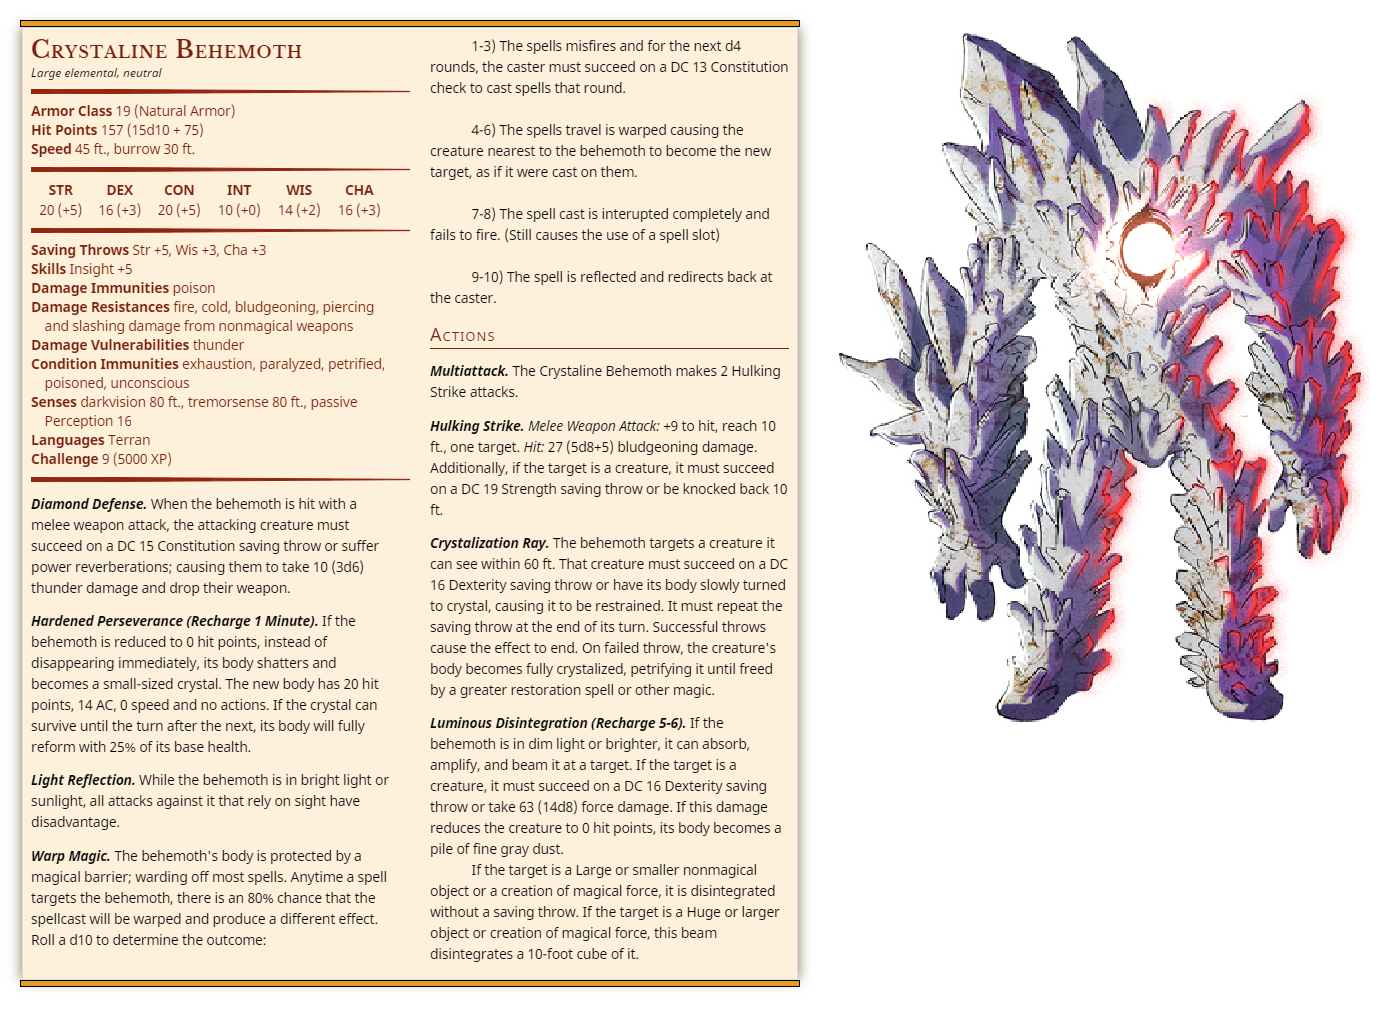 Crystaline Behemoth
Large elemental, neutral
Armor Class 19 (Natural Armor)
Hit Points 157 (15d10 + 75)
Speed 45 ft., burrow 30 ft.
STR DEX CON INT WIS CHA
20 (+5) 16 (+3) 20 (+5) 10 (+0) 14 (+2) 16 (+3)
Saving Throws Str +5, Wis +3, Cha +3
Skills Insight +5
Damage Immunities poison
Damage Resistances fire, cold, bludgeoning, piercing
and slashing damage from nonmagical weapons
Damage Vulnerabilities thunder
Condition Immunities exhaustion, paralyzed, petrified,
poisoned, unconscious
Senses darkvision 80 ft., tremorsense 80 ft., passive
Perception 16
Languages Terran
Challenge 9 (5000 XP)
Diamond Defense. When the behemoth is hit with a
melee weapon attack, the attacking creature must
succeed on a DC 15 Constitution saving throw or suffer
power reverberations; causing them to take 10 (3d6)
thunder damage and drop their weapon.
Hardened Perseverance (Recharge 1 Minute). If the
behemoth is reduced to 0 hit points, instead of
disappearing immediately, its body shatters and
becomes a small-sized crystal. The new body has 20 hit
points, 14 AC, 0 speed and no actions. If the crystal can
survive until the turn after the next, its body will fully
reform with 25% of its base health.
Light Reflection. While the behemoth is in bright light or
sunlight, all attacks against it that rely on sight have
disadvantage.
Warp Magic. The behemoth's body is protected by a
magical barrier; warding off most spells. Anytime a spell
targets the behemoth, there is an 80% chance that the
spellcast will be warped and produce a different effect.
Roll a d10 to determine the outcome:
1-3) The spells misfires and for the next d4
rounds, the caster must succeed on a DC 13 Constitution
check to cast spells that round.
4-6) The spells travel is warped causing the
creature nearest to the behemoth to become the new
target, as if it were cast on them.
7-8) The spell cast is interupted completely and
fails to fire. (Still causes the use of a spell slot)
9-10) The spell is reflected and redirects back at
the caster.
Actions
Multiattack. The Crystaline Behemoth makes 2 Hulking
Strike attacks.
Hulking Strike. Melee Weapon Attack: +9 to hit, reach 10
ft., one target. Hit: 27 (5d8+5) bludgeoning damage.
Additionally, if the target is a creature, it must succeed
on a DC 19 Strength saving throw or be knocked back 10
ft.
Crystalization Ray. The behemoth targets a creature it
can see within 60 ft. That creature must succeed on a DC
16 Dexterity saving throw or have its body slowly turned
to crystal, causing it to be restrained. It must repeat the
saving throw at the end of its turn. Successful throws
cause the effect to end. On failed throw, the creature's
body becomes fully crystalized, petrifying it until freed
by a greater restoration spell or other magic.
Luminous Disintegration (Recharge 5-6). If the
behemoth is in dim light or brighter, it can absorb,
amplify, and beam it at a target. If the target is a
creature, it must succeed on a DC 16 Dexterity saving
throw or take 63 (14d8) force damage. If this damage
reduces the creature to 0 hit points, its body becomes a
pile of fine gray dust.
If the target is a Large or smaller nonmagical
object or a creation of magical force, it is disintegrated
without a saving throw. If the target is a Huge or larger
object or creation of magical force, this beam
disintegrates a 10-foot cube of it.